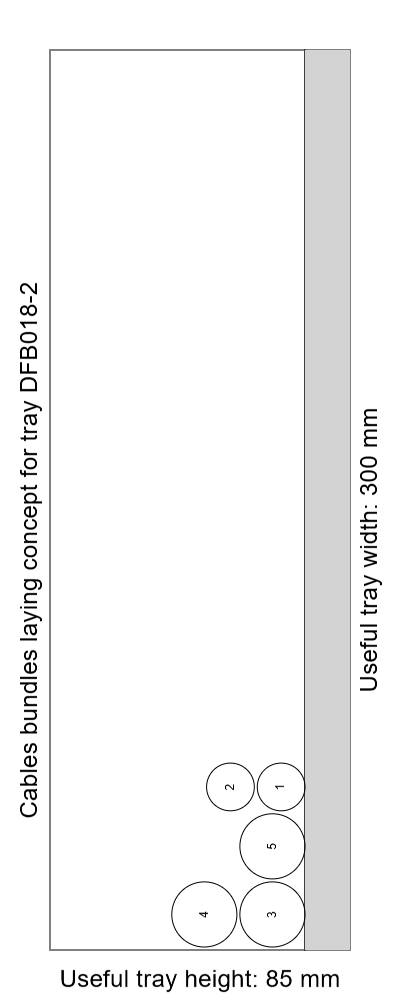 Cables bundles laying concept for tray DFB018-2
Useful tray width: 300 mm
2
1
5
4
3
Useful tray height: 85 mm